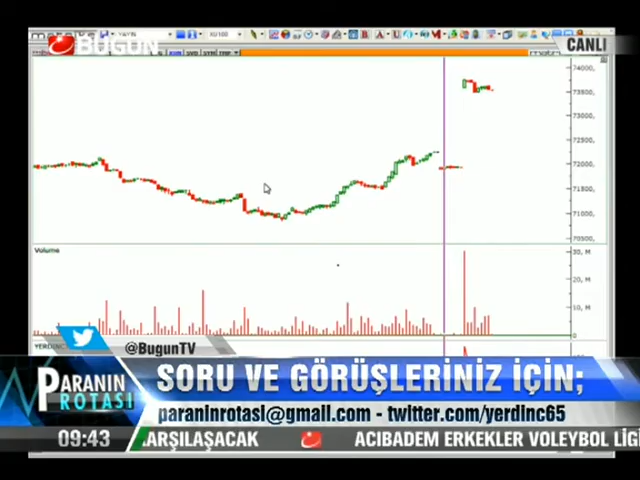 BUGÜN
CANLI
74000,
73500,
73000,
72500,
72000,
71500,
71000,
70500,
Volume
30, M
20, M
10, M
@BugunTV
PARANIN
ROTASI
SORU VE GÖRÜŞLERİNİZ İÇİN;
paraninrotasI@gmail.com - twitter.com/yerdinc65
09:43
ARŞILAŞACAK
ACIBADEM ERKEKLER VOLEYBOL LİGİ